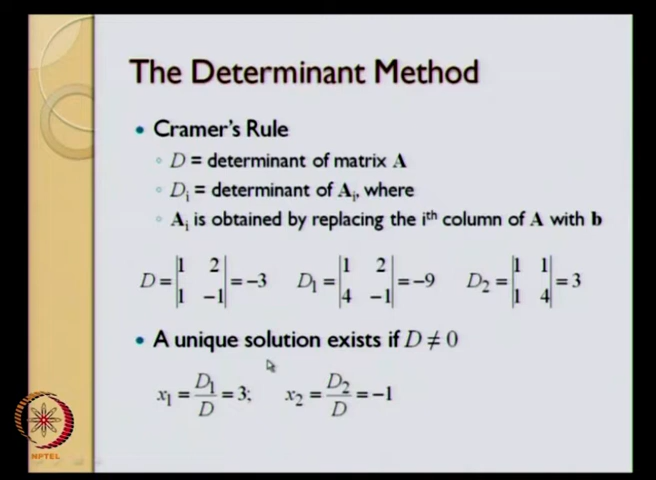 The Determinant Method
• Cramer's Rule
◦ D = determinant of matrix A
◦ Dᵢ = determinant of Aᵢ, where
◦ Aᵢ is obtained by replacing the iᵗʰ column of A with b
D = |1 2; 1 −1| = −3   D₁ = |1 2; 4 −1| = −9   D₂ = |1 1; 1 4| = 3
• A unique solution exists if D ≠ 0
x₁ = D₁/D = 3;   x₂ = D₂/D = −1
NPTEL